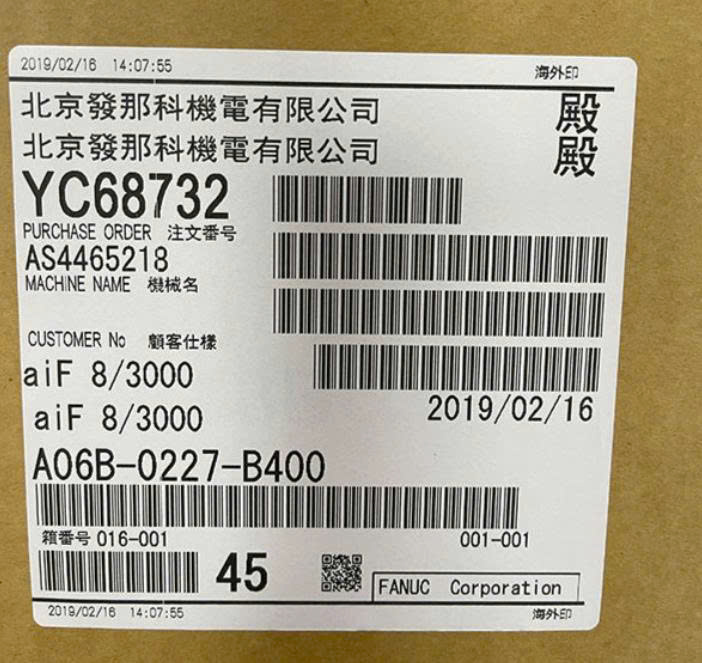 2019/02/16 14:07:55 海外印
北京發那科機電有限公司 殿
北京發那科機電有限公司 殿
YC68732
PURCHASE ORDER 注文番号
AS4465218
MACHINE NAME 機械名
CUSTOMER No 顧客仕様
aiF 8/3000
2019/02/16
aiF 8/3000
A06B-0227-B400
箱番号 016-001 001-001
45
FANUC Corporation
2019/02/16 14:07:55 海外印